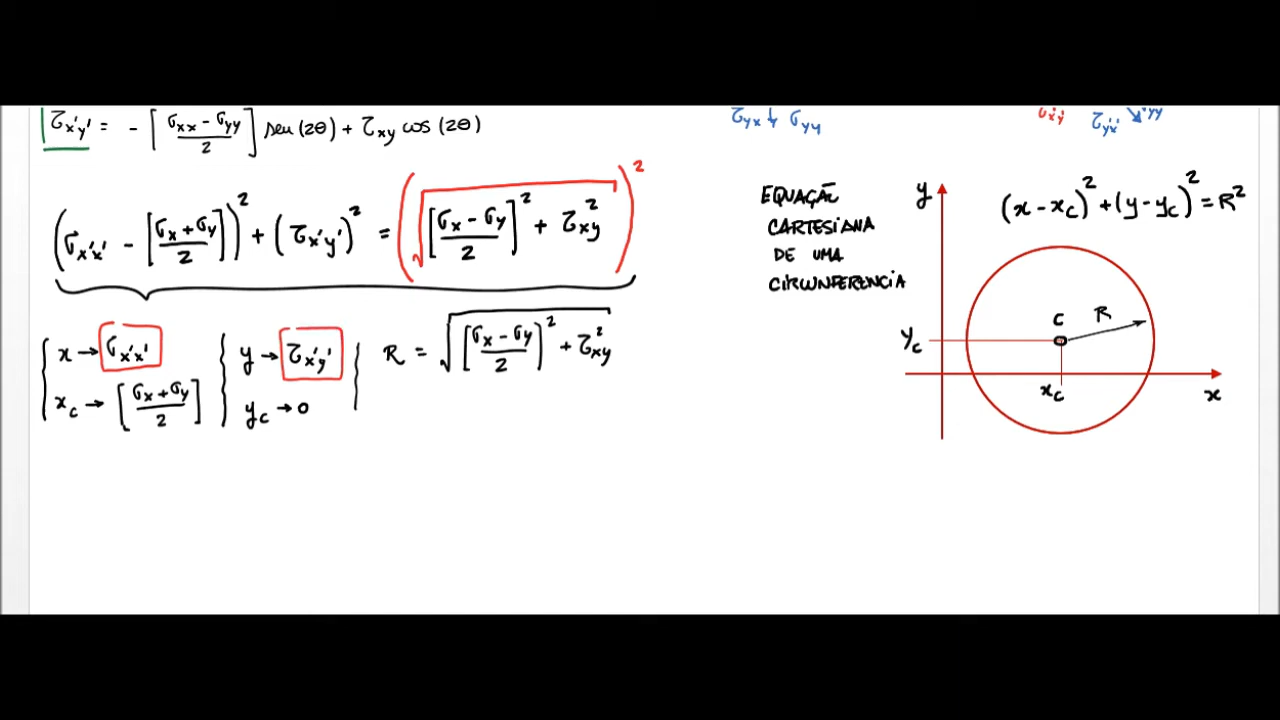 τx'y' = - [σxx - σyy / 2] sen (2θ) + τxy cos (2θ)
τyx σyy
τy'x'
(σx'x' - [σx + σy / 2])² + (τx'y')² = (√([σx - σy / 2]² + τxy²))²
EQUAÇÃO
CARTESIANA
DE UMA
CIRCUNFERENCIA
y
(x - xc)² + (y - yc)² = R²
C
R
Yc
xc
x
x → σx'x'
xc → [σx + σy / 2]
y → τx'y'
yc → 0
R = √([σx - σy / 2]² + τxy²)